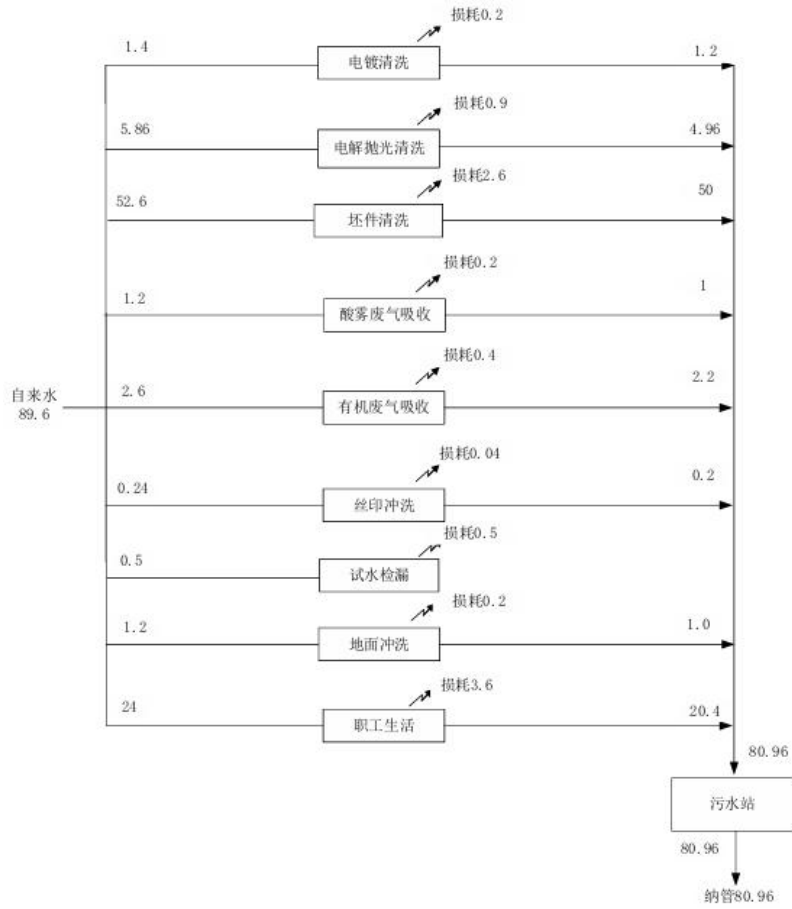 损耗0.2
1.4
电镀清洗
1.2
损耗0.9
5.86
电解抛光清洗
4.96
损耗2.6
52.6
坯件清洗
50
损耗0.2
1.2
酸雾废气吸收
1
损耗0.4
自来水
89.6
2.6
有机废气吸收
2.2
损耗0.04
0.24
丝印冲洗
0.2
损耗0.5
0.5
试水检漏
损耗0.2
1.2
地面冲洗
1.0
损耗3.6
24
职工生活
20.4
80.96
污水站
80.96
纳管80.96